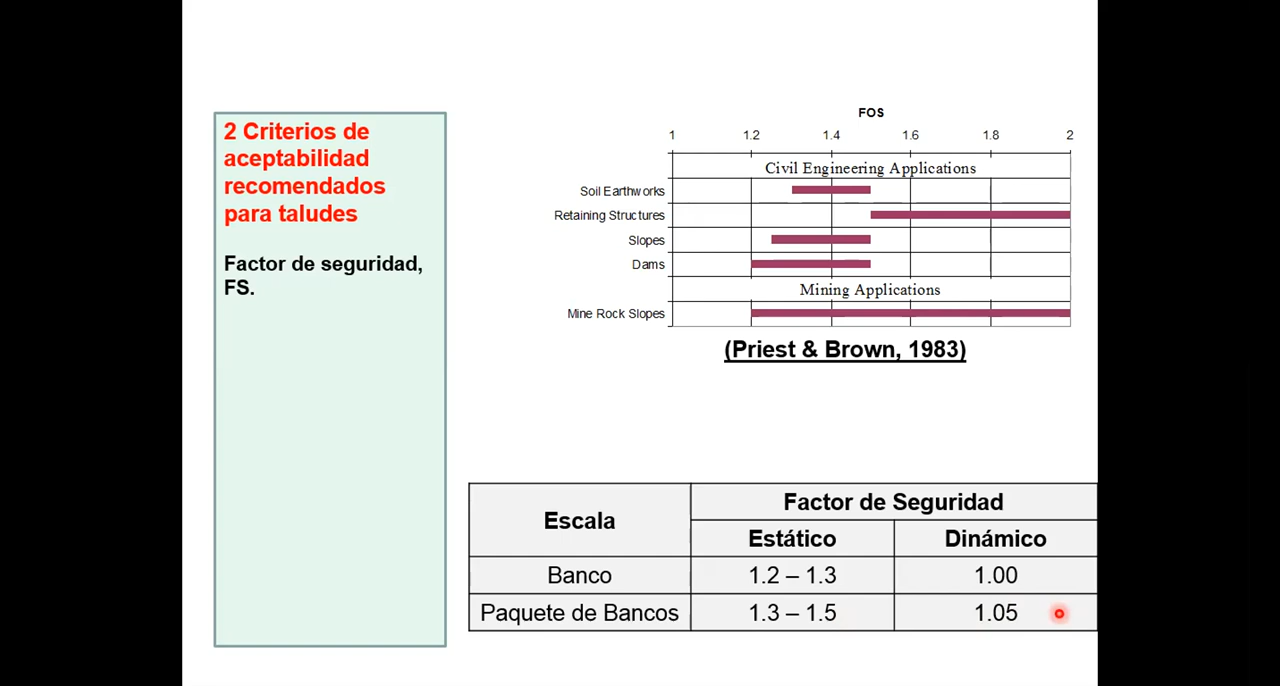 2 Criterios de
aceptabilidad
recomendados
para taludes
Factor de seguridad,
FS.
FOS
1 1.2 1.4 1.6 1.8 2
Civil Engineering Applications
Soil Earthworks
Retaining Structures
Slopes
Dams
Mining Applications
Mine Rock Slopes
(Priest & Brown, 1983)
Escala
Factor de Seguridad
Estático Dinámico
Banco 1.2 – 1.3 1.00
Paquete de Bancos 1.3 – 1.5 1.05